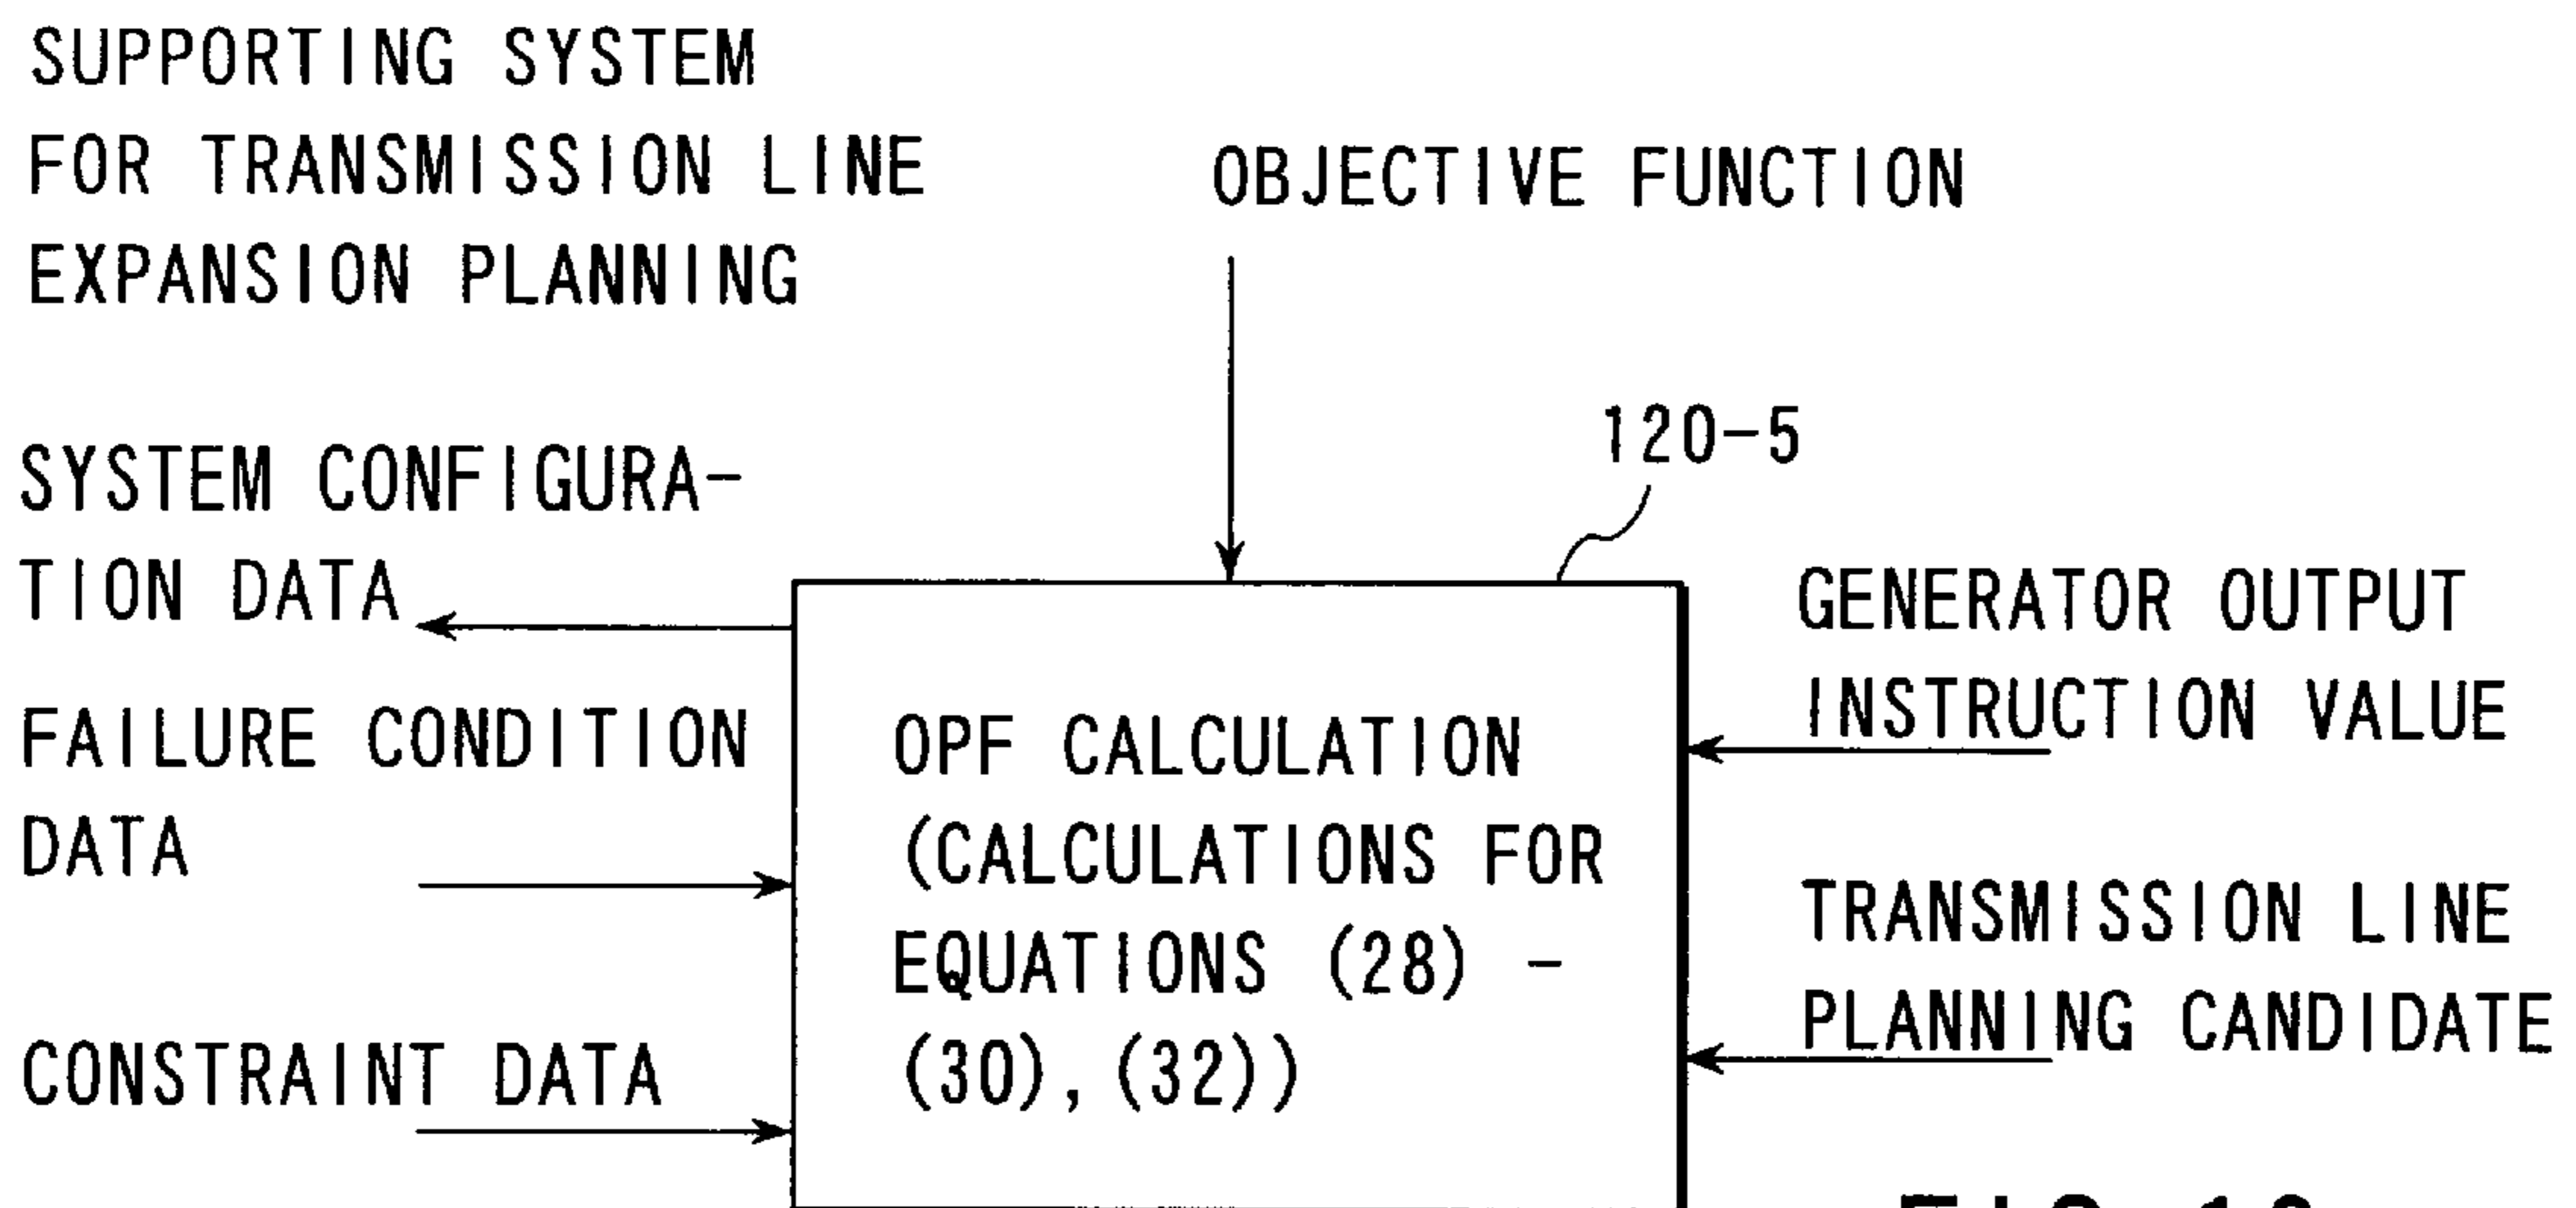 SUPPORTING SYSTEM
FOR TRANSMISSION LINE
EXPANSION PLANNING
OBJECTIVE FUNCTION
120-5
SYSTEM CONFIGURA-
TION DATA
FAILURE CONDITION
DATA
CONSTRAINT DATA
OPF CALCULATION
(CALCULATIONS FOR
EQUATIONS (28) -
(30), (32))
GENERATOR OUTPUT
INSTRUCTION VALUE
TRANSMISSION LINE
PLANNING CANDIDATE